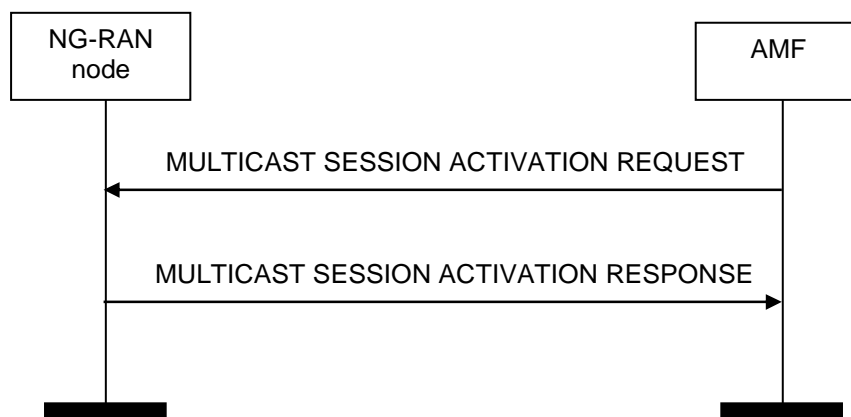 NG-RAN
node
AMF
MULTICAST SESSION ACTIVATION REQUEST
MULTICAST SESSION ACTIVATION RESPONSE